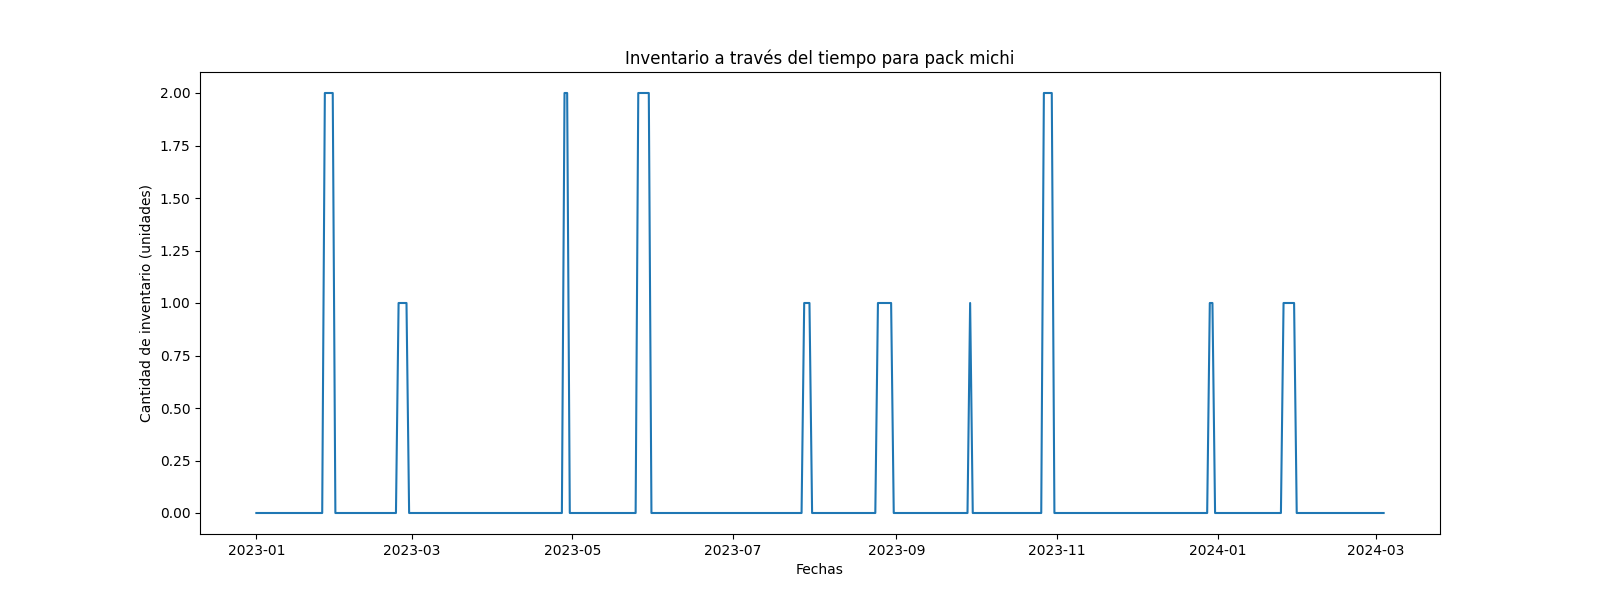 Inventario a través del tiempo para pack michi
Cantidad de inventario (unidades)
2.00
1.75
1.50
1.25
1.00
0.75
0.50
0.25
0.00
2023-01 2023-03 2023-05 2023-07 2023-09 2023-11 2024-01 2024-03
Fechas